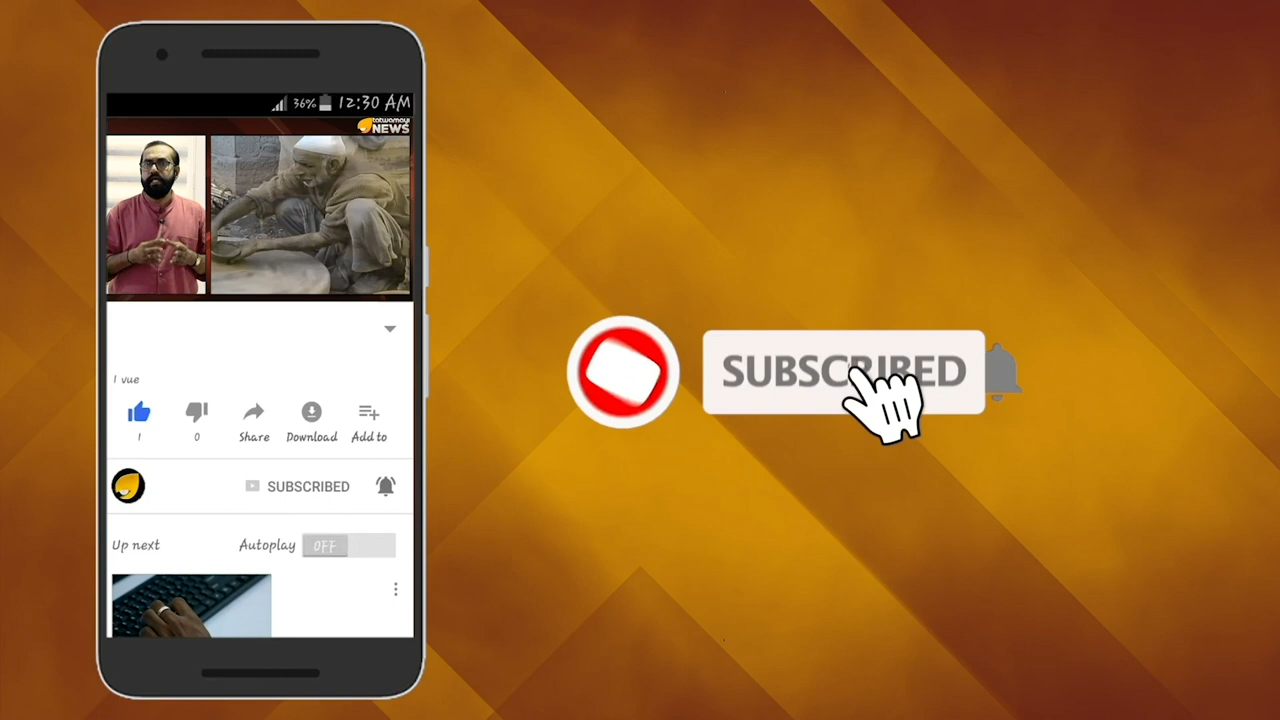 36% 12:30 AM
tatwamayi
NEWS
1 vue
1
0
Share
Download
Add to
SUBSCRIBED
Up next
Autoplay
OFF
SUBSCRIBED